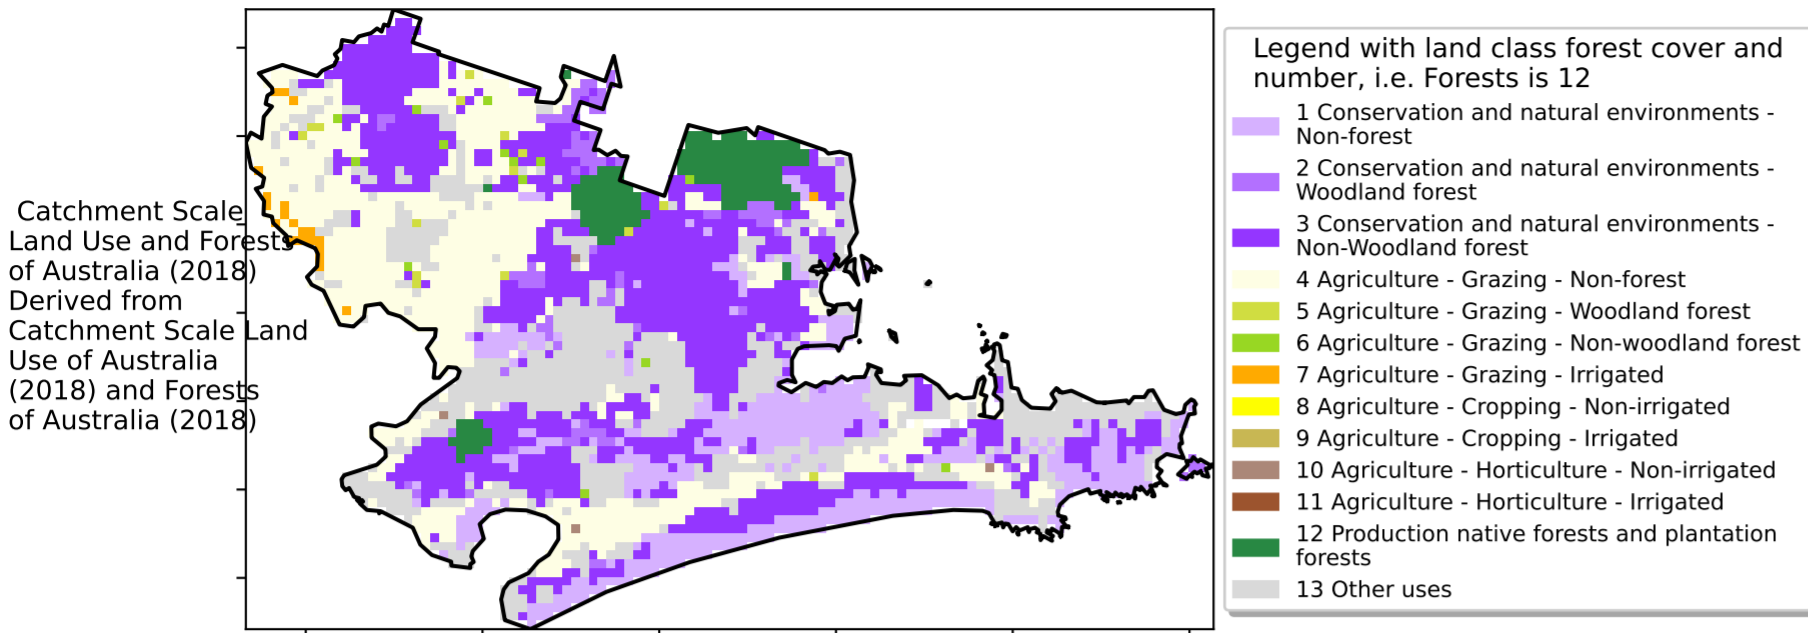 Catchment Scale
Land Use and Forests
of Australia (2018)
Derived from
Catchment Scale Land
Use of Australia
(2018) and Forests
of Australia (2018)
Legend with land class forest cover and
number, i.e. Forests is 12
1 Conservation and natural environments -
Non-forest
2 Conservation and natural environments -
Woodland forest
3 Conservation and natural environments -
Non-Woodland forest
4 Agriculture - Grazing - Non-forest
5 Agriculture - Grazing - Woodland forest
6 Agriculture - Grazing - Non-woodland forest
7 Agriculture - Grazing - Irrigated
8 Agriculture - Cropping - Non-irrigated
9 Agriculture - Cropping - Irrigated
10 Agriculture - Horticulture - Non-irrigated
11 Agriculture - Horticulture - Irrigated
12 Production native forests and plantation
forests
13 Other uses